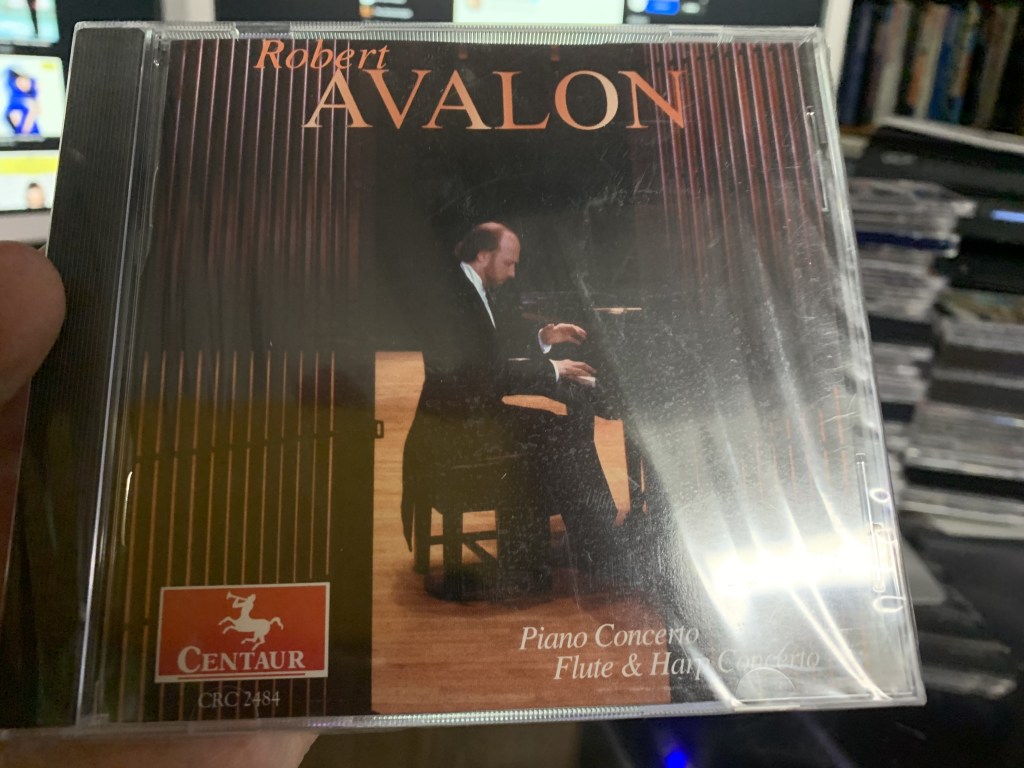 Robert
AVALON
Piano Concerto
Flute & Harp Concerto
CENTAUR
CRC 2484